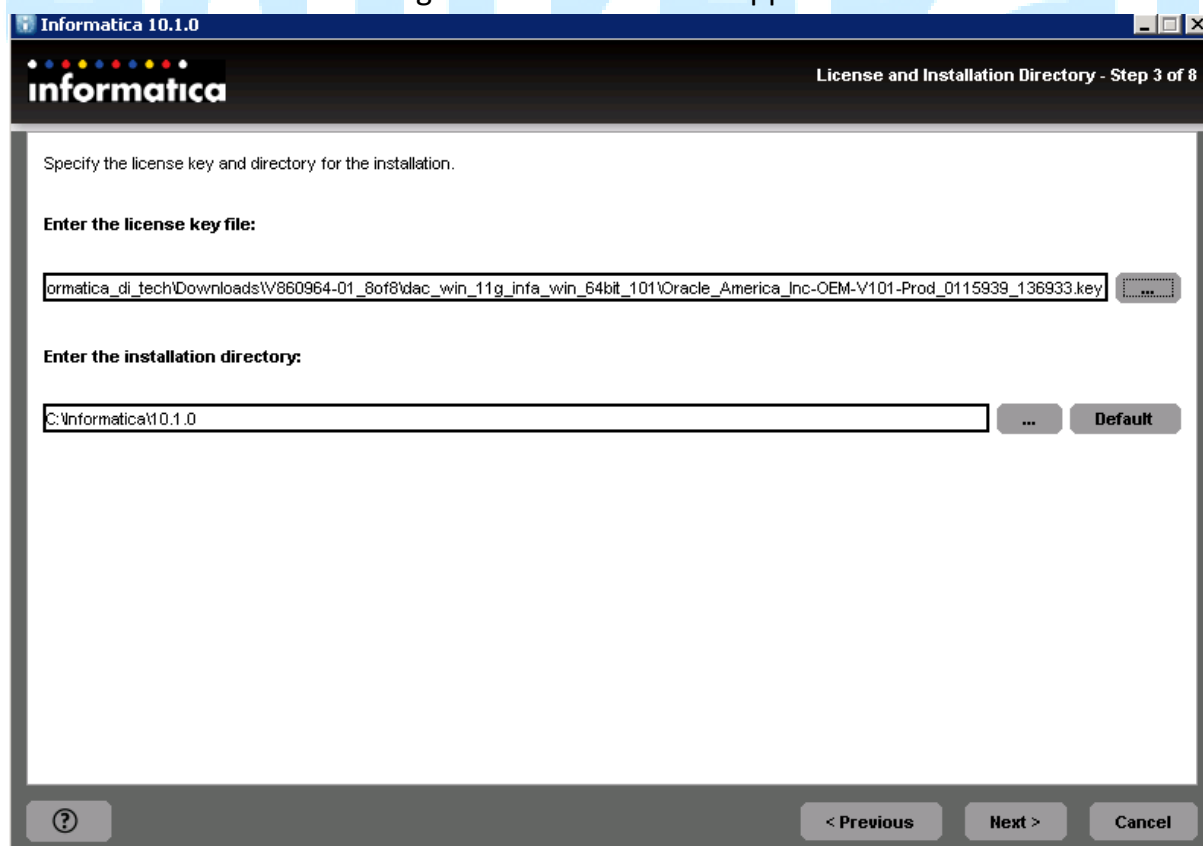 Informatica 10.1.0
informatica
License and Installation Directory - Step 3 of 8
Specify the license key and directory for the installation.
Enter the license key file:
ormatica_di_tech\Downloads\V860964-01_8of8\dac_win_11g_infa_win_64bit_101\Oracle_America_Inc-OEM-V101-Prod_0115939_136933.key ...
Enter the installation directory:
C:\Informatica\10.1.0 ... Default
? < Previous Next > Cancel